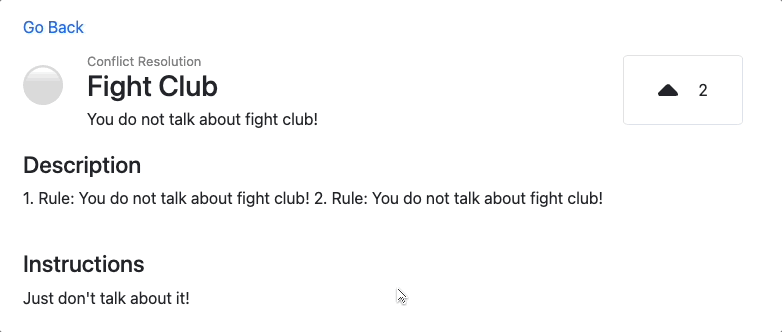 Go Back
Conflict Resolution
Fight Club
You do not talk about fight club!
2
Description
1. Rule: You do not talk about fight club! 2. Rule: You do not talk about fight club!
Instructions
Just don't talk about it!